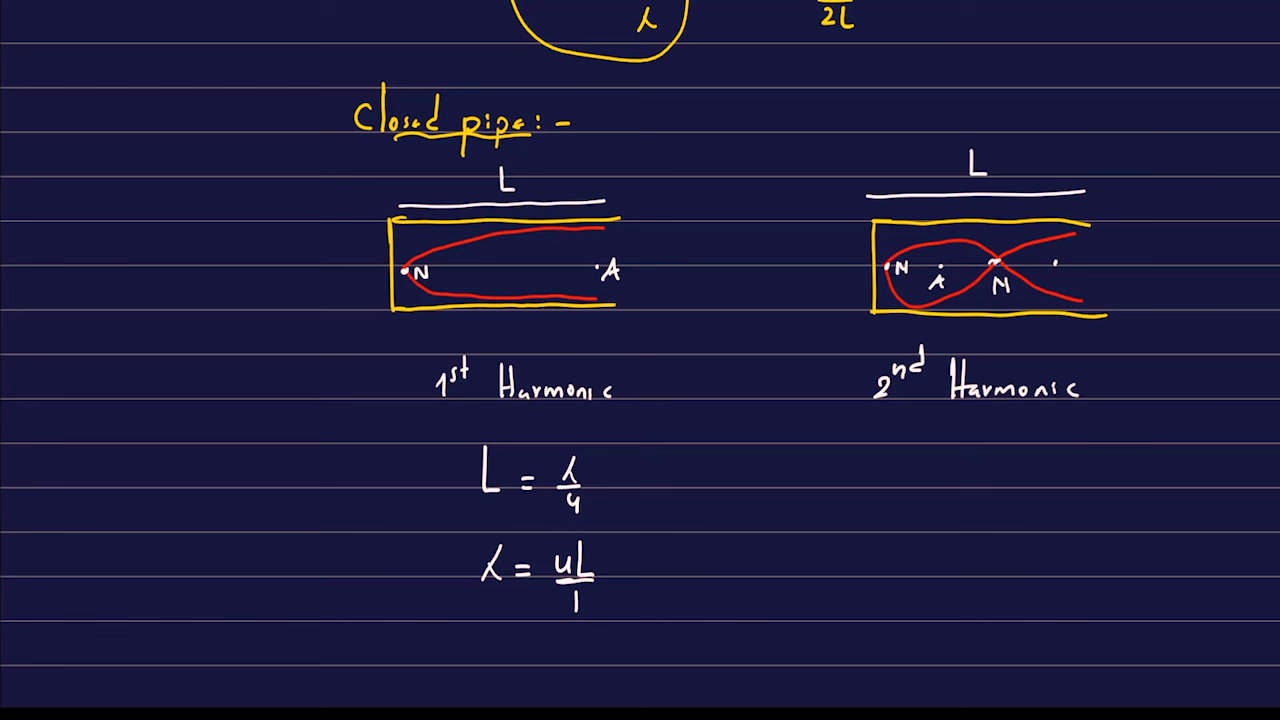 λ
2L
Closed pipe:-
L
L
N
A
N
A
N
1st Harmonic
2nd Harmonic
L = λ/4
λ = 4L/1